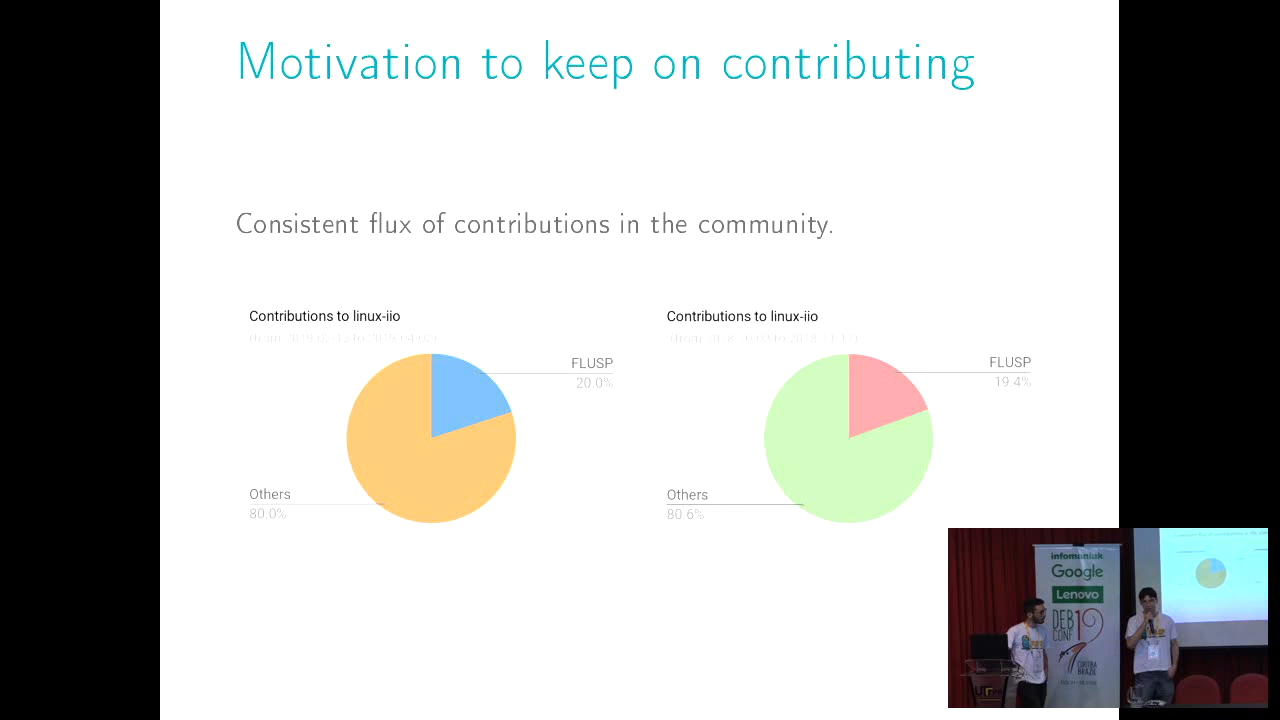 Motivation to keep on contributing
Consistent flux of contributions in the community.
Contributions to linux-iio
Contributions to linux-iio
FLUSP
20.0%
FLUSP
19.4%
Others
80.0%
Others
80.6%
infomaniak
Google
Lenovo
DEB
CONF 19
CURITIBA
BRAZIL